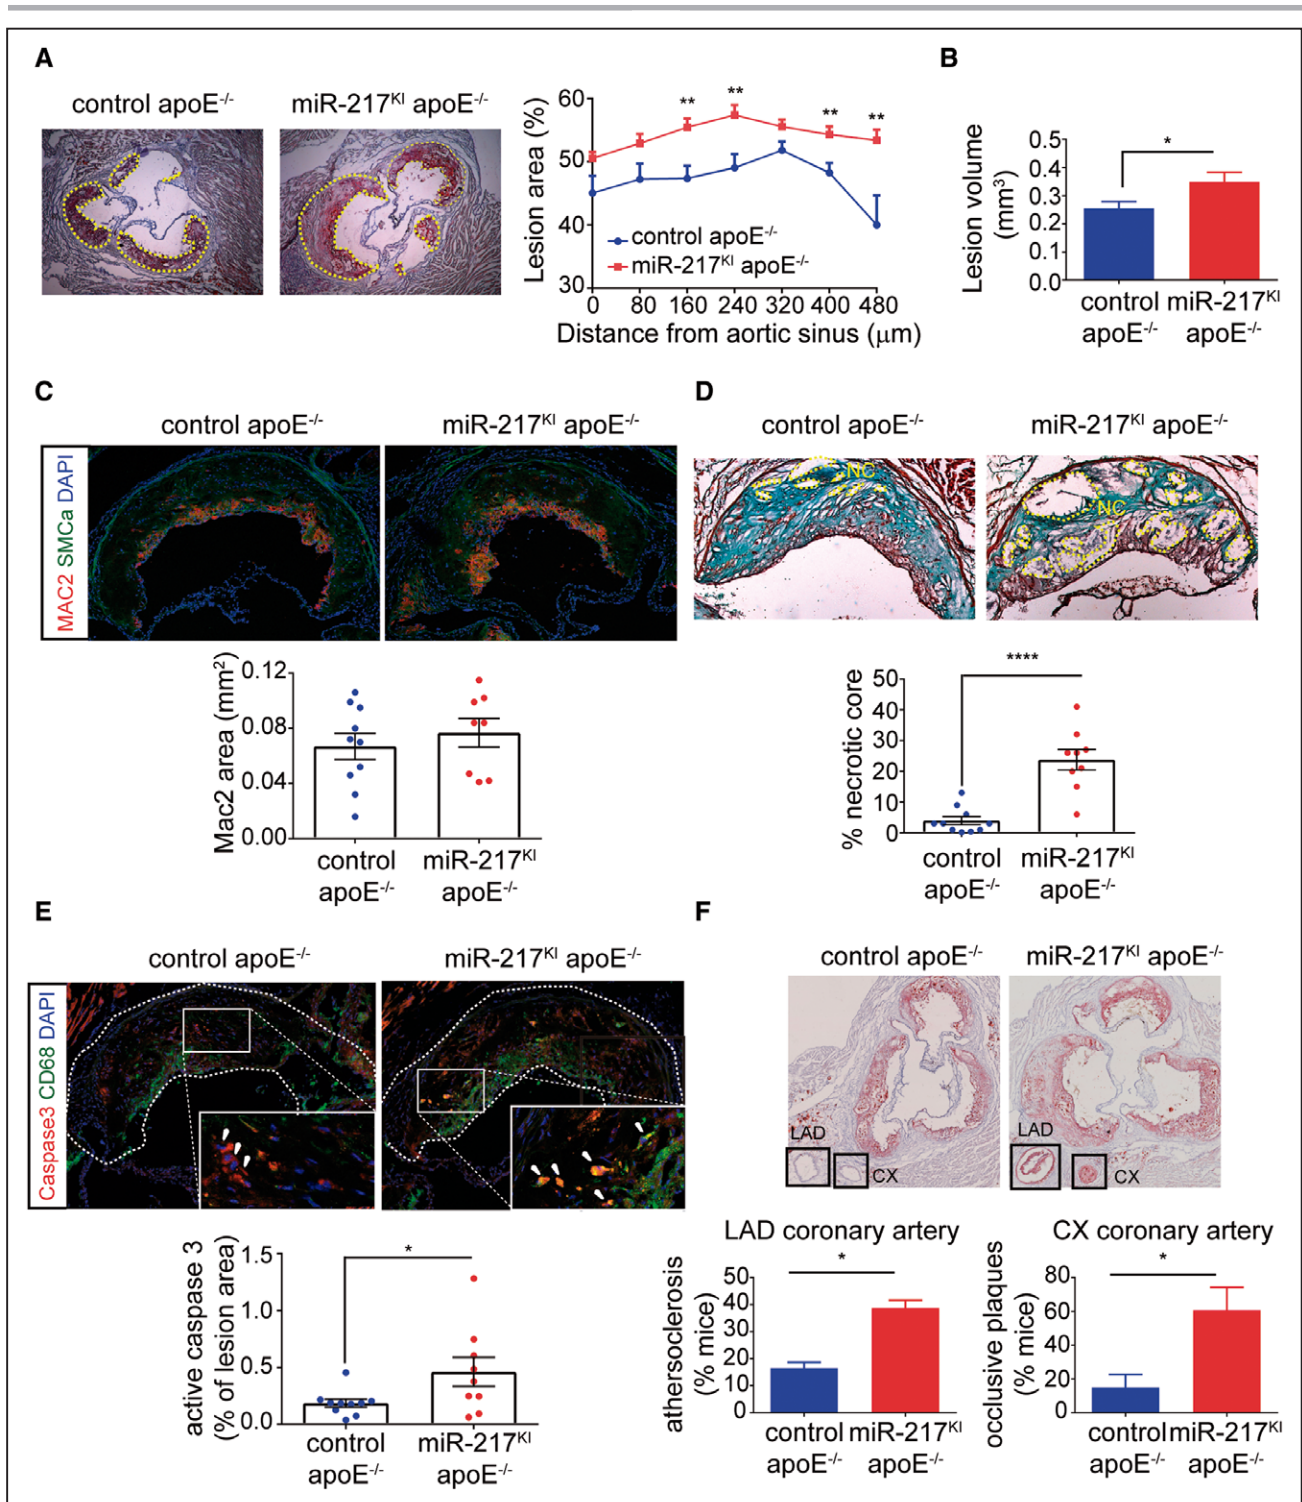 A
control apoE-/-
miR-217KI apoE-/-
Lesion area (%)
60
50
40
30
**
**
**
**
control apoE-/-
miR-217KI apoE-/-
0 80 160 240 320 400 480
Distance from aortic sinus (μm)
B
Lesion volume
(mm3)
0.5
0.4
0.3
0.2
0.1
0.0
*
control miR-217KI
apoE-/- apoE-/-
C
control apoE-/-
miR-217KI apoE-/-
MAC2 SMCa DAPI
Mac2 area (mm2)
0.12
0.08
0.04
0.00
control miR-217KI
apoE-/- apoE-/-
D
control apoE-/-
miR-217KI apoE-/-
NC
NC
% necrotic core
50
40
30
20
10
0
****
control miR-217KI
apoE-/- apoE-/-
E
control apoE-/-
miR-217KI apoE-/-
Caspase3 CD68 DAPI
active caspase 3
(% of lesion area)
1.5
1.0
0.5
0.0
*
control miR-217KI
apoE-/- apoE-/-
F
control apoE-/-
miR-217KI apoE-/-
LAD
CX
LAD
CX
LAD coronary artery
athersoclerosis
(% mice)
50
40
30
20
10
0
*
control miR-217KI
apoE-/- apoE-/-
CX coronary artery
occlusive plaques
(% mice)
80
60
40
20
0
*
control miR-217KI
apoE-/- apoE-/-